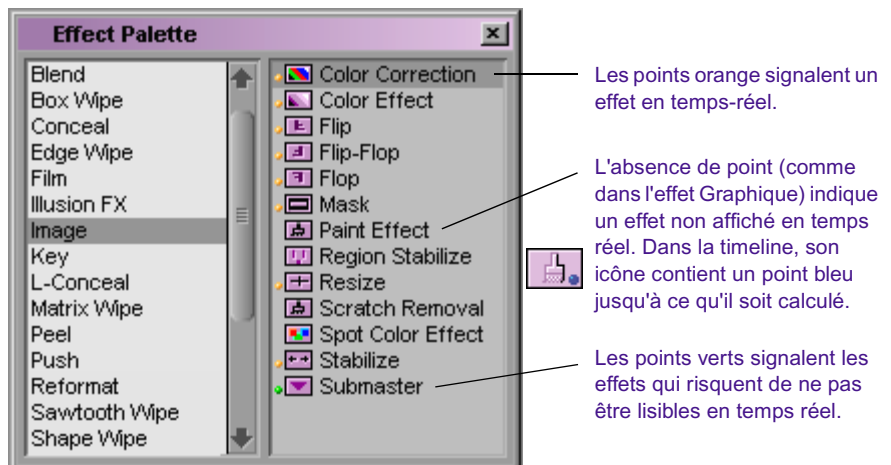 Effect Palette
Blend
Box Wipe
Conceal
Edge Wipe
Film
Illusion FX
Image
Key
L-Conceal
Matrix Wipe
Peel
Push
Reformat
Sawtooth Wipe
Shape Wipe
Color Correction
Color Effect
Flip
Flip-Flop
Flop
Mask
Paint Effect
Region Stabilize
Resize
Scratch Removal
Spot Color Effect
Stabilize
Submaster
Les points orange signalent un
effet en temps-réel.
L'absence de point (comme
dans l'effet Graphique) indique
un effet non affiché en temps
réel. Dans la timeline, son
icône contient un point bleu
jusqu'à ce qu'il soit calculé.
Les points verts signalent les
effets qui risquent de ne pas
être lisibles en temps réel.